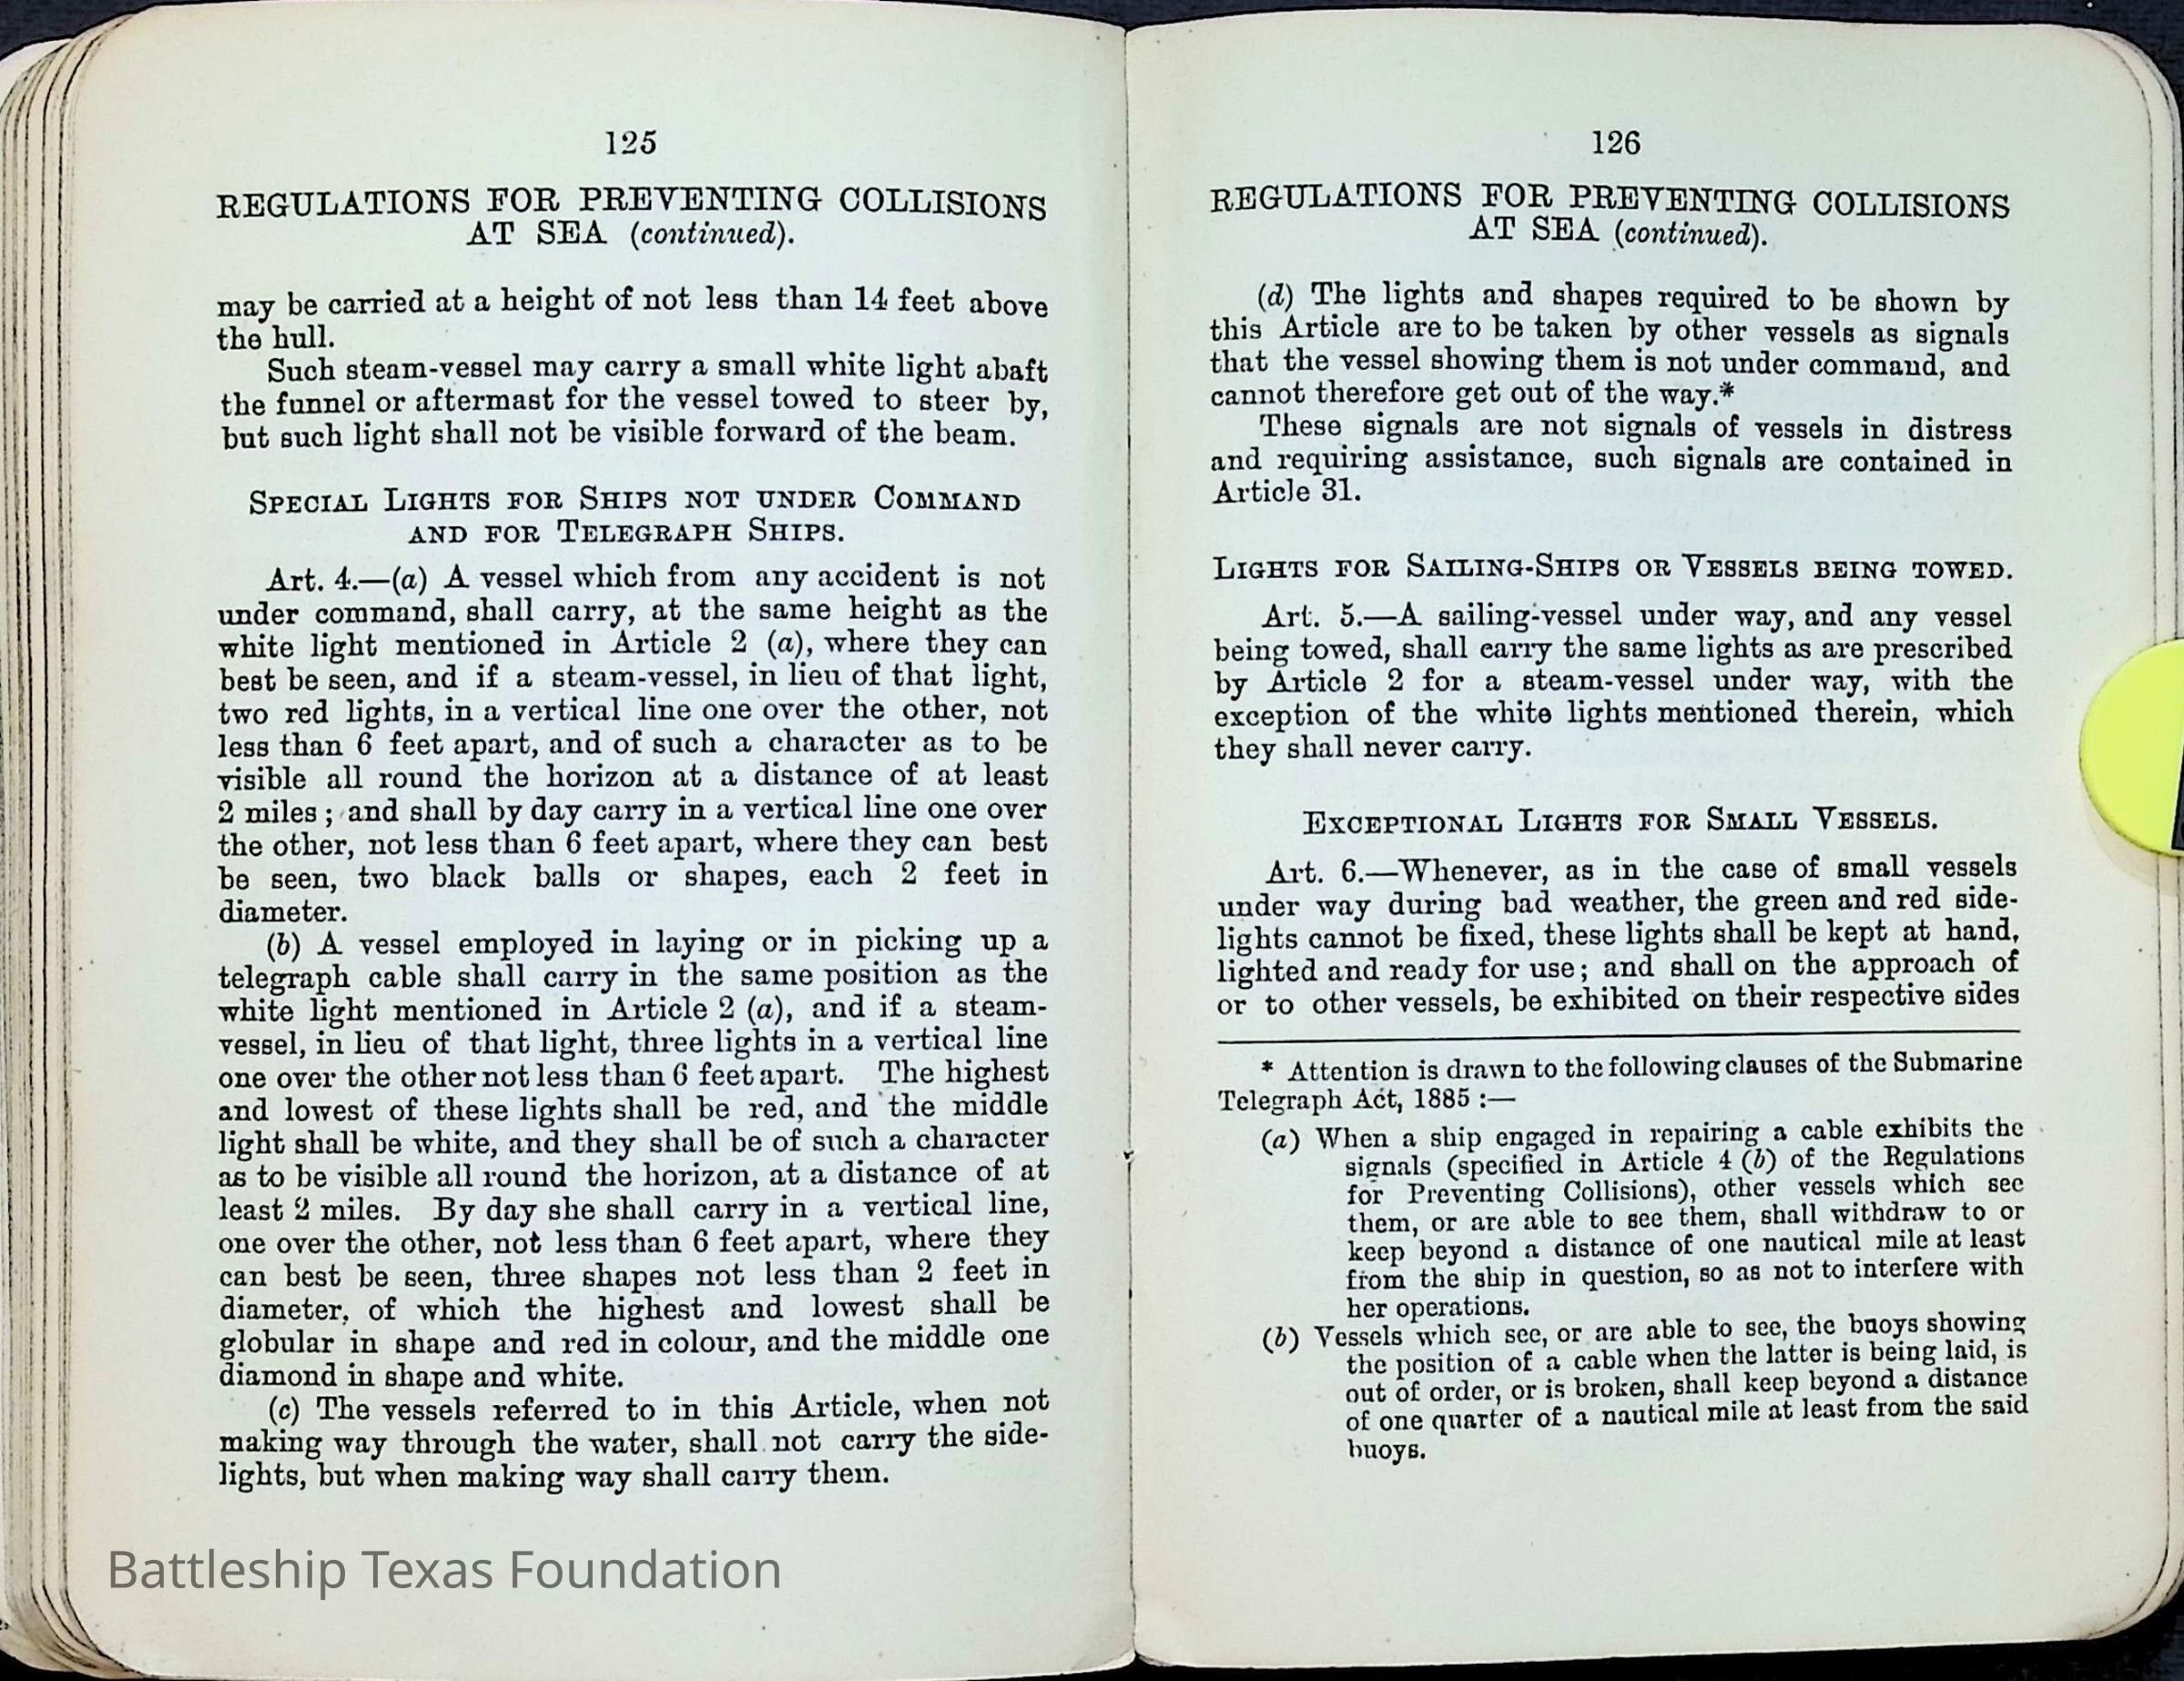 125
REGULATIONS FOR PREVENTING COLLISIONS
AT SEA (continued).
may be carried at a height of not less than 14 feet above
the hull.
Such steam-vessel may carry a small white light abaft
the funnel or aftermast for the vessel towed to steer by,
but such light shall not be visible forward of the beam.
SPECIAL LIGHTS FOR SHIPS NOT UNDER COMMAND
AND FOR TELEGRAPH SHIPS.
Art. 4.—(a) A vessel which from any accident is not
under command, shall carry, at the same height as the
white light mentioned in Article 2 (a), where they can
best be seen, and if a steam-vessel, in lieu of that light,
two red lights, in a vertical line one over the other, not
less than 6 feet apart, and of such a character as to be
visible all round the horizon at a distance of at least
2 miles; and shall by day carry in a vertical line one over
the other, not less than 6 feet apart, where they can best
be seen, two black balls or shapes, each 2 feet in
diameter.
(b) A vessel employed in laying or in picking up a
telegraph cable shall carry in the same position as the
white light mentioned in Article 2 (a), and if a steam-
vessel, in lieu of that light, three lights in a vertical line
one over the other not less than 6 feet apart. The highest
and lowest of these lights shall be red, and the middle
light shall be white, and they shall be of such a character
as to be visible all round the horizon, at a distance of at
least 2 miles. By day she shall carry in a vertical line,
one over the other, not less than 6 feet apart, where they
can best be seen, three shapes not less than 2 feet in
diameter, of which the highest and lowest shall be
globular in shape and red in colour, and the middle one
diamond in shape and white.
(c) The vessels referred to in this Article, when not
making way through the water, shall not carry the side-
lights, but when making way shall carry them.
Battleship Texas Foundation
126
REGULATIONS FOR PREVENTING COLLISIONS
AT SEA (continued).
(d) The lights and shapes required to be shown by
this Article are to be taken by other vessels as signals
that the vessel showing them is not under command, and
cannot therefore get out of the way.*
These signals are not signals of vessels in distress
and requiring assistance, such signals are contained in
Article 31.
LIGHTS FOR SAILING-SHIPS OR VESSELS BEING TOWED.
Art. 5.—A sailing-vessel under way, and any vessel
being towed, shall carry the same lights as are prescribed
by Article 2 for a steam-vessel under way, with the
exception of the white lights mentioned therein, which
they shall never carry.
EXCEPTIONAL LIGHTS FOR SMALL VESSELS.
Art. 6.—Whenever, as in the case of small vessels
under way during bad weather, the green and red side-
lights cannot be fixed, these lights shall be kept at hand,
lighted and ready for use; and shall on the approach of
or to other vessels, be exhibited on their respective sides
* Attention is drawn to the following clauses of the Submarine
Telegraph Act, 1885 :—
(a) When a ship engaged in repairing a cable exhibits the
signals (specified in Article 4 (b) of the Regulations
for Preventing Collisions), other vessels which see
them, or are able to see them, shall withdraw to or
keep beyond a distance of one nautical mile at least
from the ship in question, so as not to interfere with
her operations.
(b) Vessels which see, or are able to see, the buoys showing
the position of a cable when the latter is being laid, is
out of order, or is broken, shall keep beyond a distance
of one quarter of a nautical mile at least from the said
buoys.